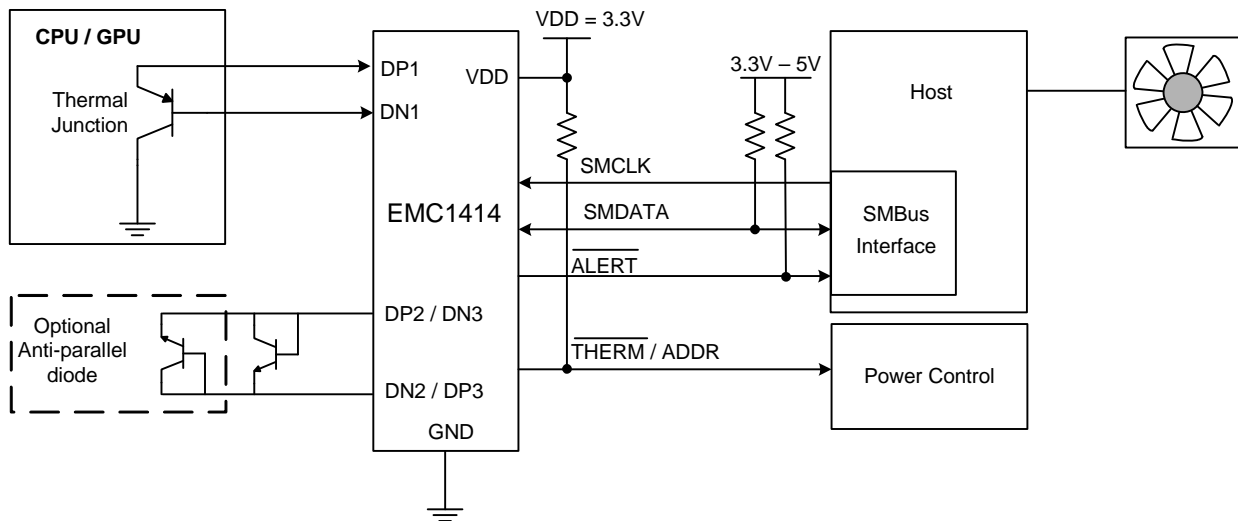 CPU / GPU
Thermal
Junction
DP1
DN1
VDD
VDD = 3.3V
3.3V – 5V
Host
SMCLK
EMC1414
SMDATA
SMBus
Interface
ALERT
Optional
Anti-parallel
diode
DP2 / DN3
THERM / ADDR
Power Control
DN2 / DP3
GND